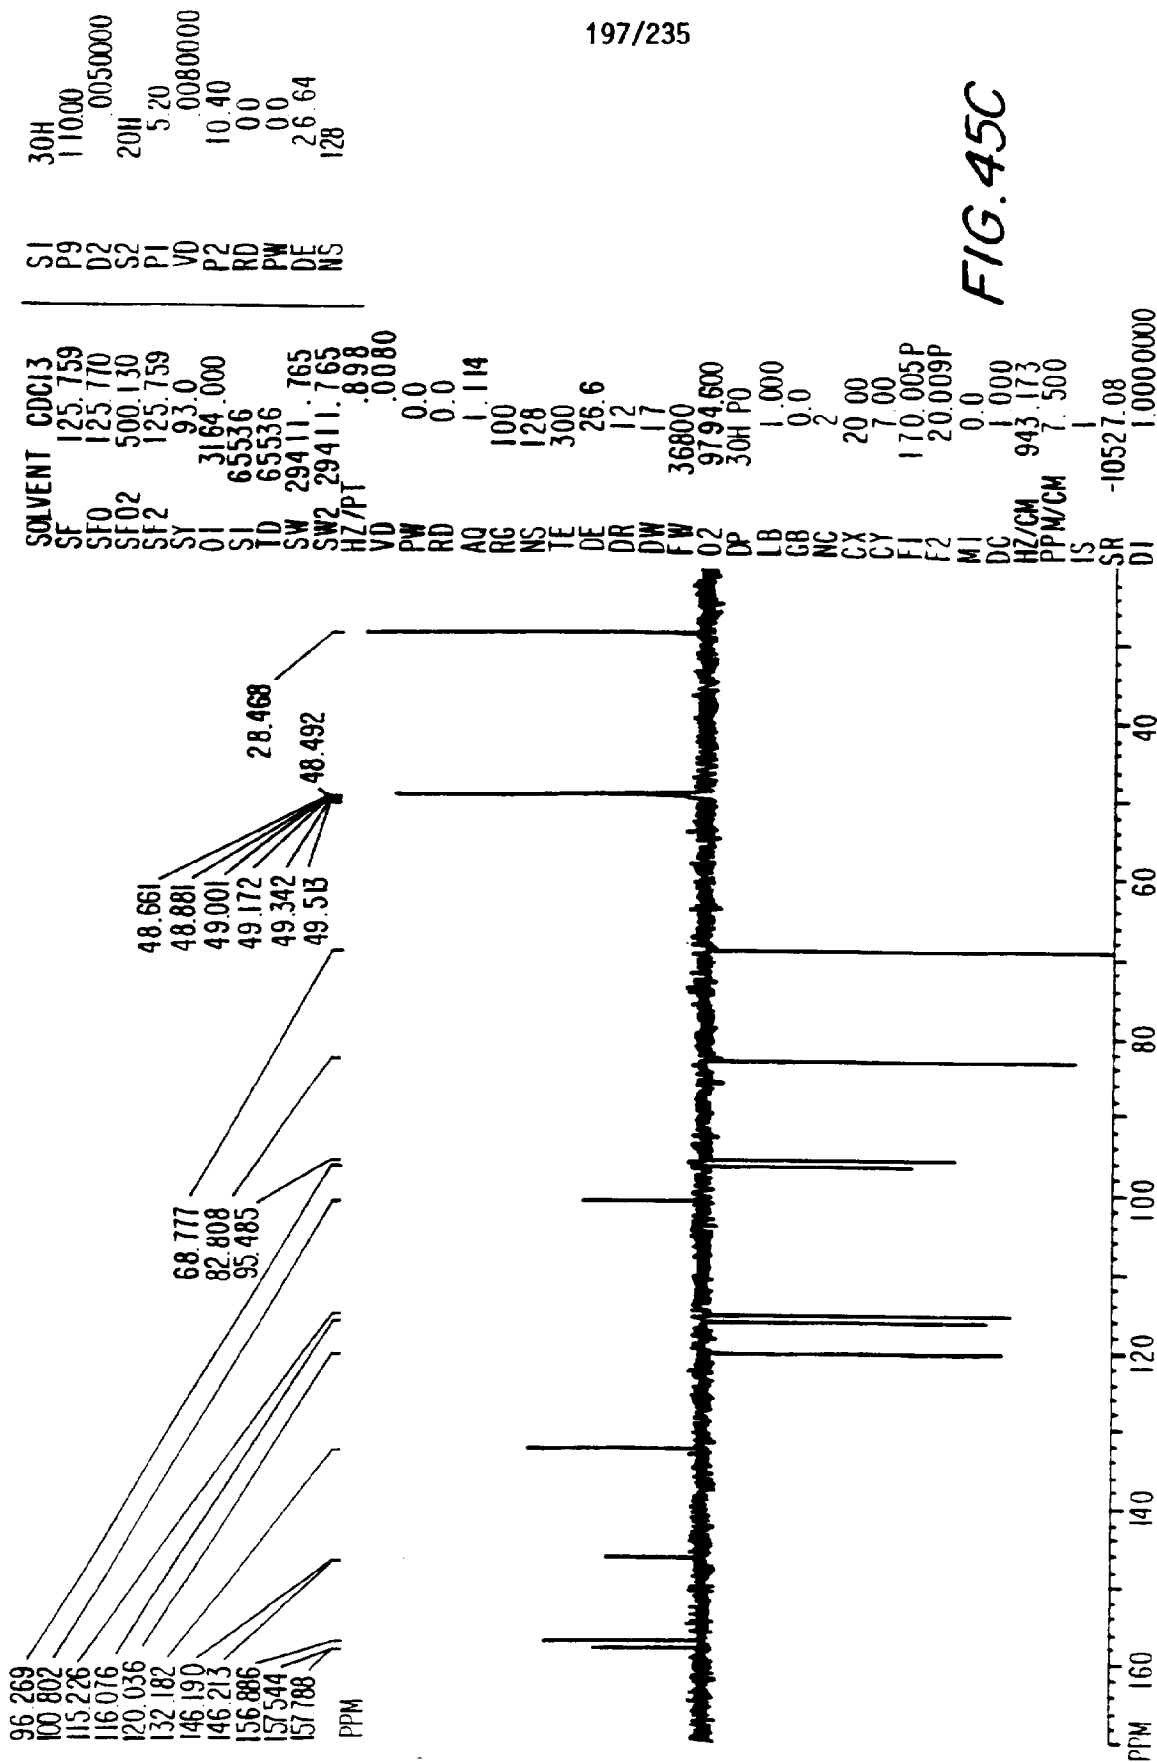 197/235
96.269
100.802
115.226
116.076
120.036
132.182
146.190
146.213
156.886
157.544
157.788
PPM
68.777
82.808
95.485
48.661
48.881
49.001
49.172
49.342
49.513
48.492
28.468
SOLVENT CDCl3
SF 125.759
SFO 125.770
SFO2 500.130
SF2 125.759
SY 93.0
O1 3164.000
SI 65536
TD 65536
SW 29411.765
SW2 29411.765
HZ/PT .898
VD .0080
PW 0.0
RD 0.0
AQ 1.114
RG 100
NS 128
TE 300
DE 26.6
DR 12
DW 17
FW 36800
O2 9794.600
DP 30H P0
LB 1.000
GB 0.0
NC 2
CX 20.00
CY 7.00
F1 170.005P
F2 20.009P
MI 0.0
DC 1.000
HZ/CM 943.173
PPM/CM 7.500
IS 1
SR -10527.08
D1 1.0000000
S1 30H
P9 110.00
D2 .0050000
S2 20H
P1 5.20
VD .0080000
P2 10.40
RD 0.0
PW 0.0
DE 26.64
NS 128
PPM 160 140 120 100 80 60 40
FIG. 45C